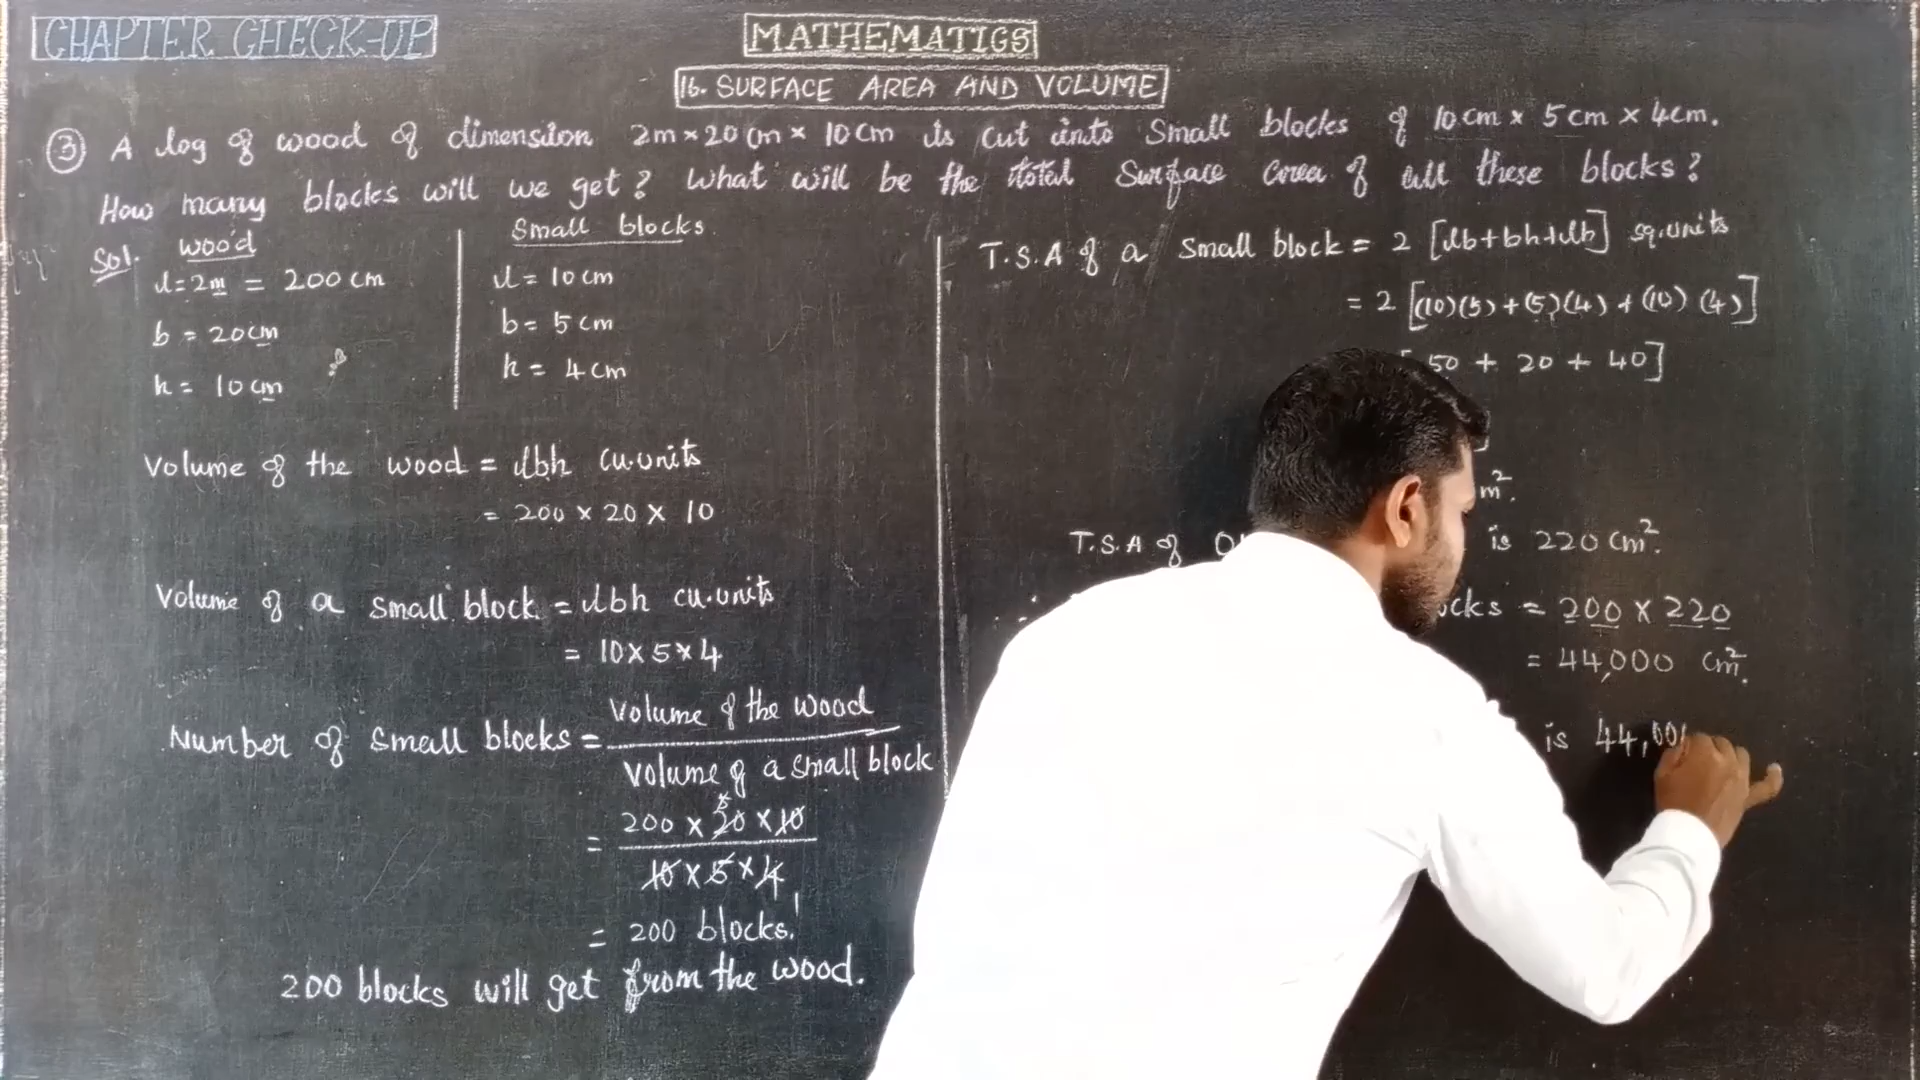 CHAPTER CHECK-UP
MATHEMATICS
16. SURFACE AREA AND VOLUME
③ A log of wood of dimension 2m × 20 cm × 10 cm is cut into small blocks of 10 cm × 5 cm × 4 cm.
How many blocks will we get? What will be the total surface area of all these blocks?
Sol. wood
l = 2m = 200 cm
b = 20cm
h = 10 cm
Small blocks
l = 10 cm
b = 5 cm
h = 4 cm
Volume of the wood = lbh cu.units
= 200 × 20 × 10
Volume of a small block = lbh cu.units
= 10 × 5 × 4
Number of small blocks = Volume of the wood
Volume of a small block
= 200 × 20 × 10
10 × 5 × 4
= 200 blocks.
200 blocks will get from the wood.
T.S.A of a small block = 2 [lb+bh+lh] sq.units
= 2 [(10)(5) + (5)(4) + (10)(4)]
50 + 20 + 40]
]
m².
T.S.A of is 220 cm².
∴ = 200 × 220
= 44,000 cm².
is 44,00